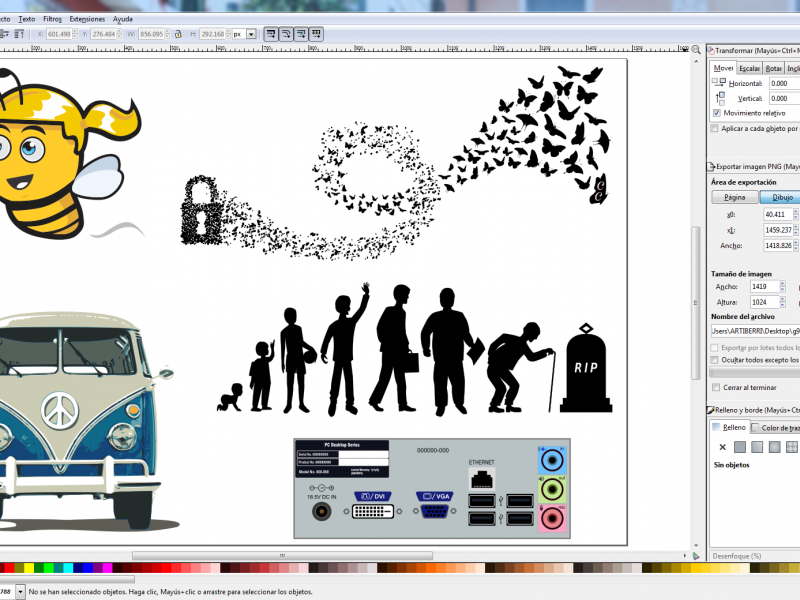 cto Texto Filtros Extensiones Ayuda
X: 601.498 Y: 276.484 W: 856.095 H: 292.168 px
Transformar (Mayús+Ctrl+M
Mover Escalar Rotar Incli
Horizontal: 0.000
Vertical: 0.000
Movimiento relativo
Aplicar a cada objeto por
Exportar imagen PNG (Mayú
Área de exportación
Página Dibujo
x0: 40.411
x1: 1459.237
Ancho: 1418.826
Tamaño de imagen
Ancho: 1419
Altura: 1024
Nombre del archivo
Users\ARTIBERRI\Desktop\g9
Exportar por lotes todos lo
Ocultar todos excepto los
Cerrar al terminar
Relleno y borde (Mayús+Ctr
Relleno Color de traz
Sin objetos
Desenfoque (%)
RIP
PC Desktop Series
000000-000
ETHERNET
18.5V DC IN
/ DVI
/ VGA
788 No se han seleccionado objetos. Haga clic, Mayús+clic o arrastre para seleccionar los objetos.